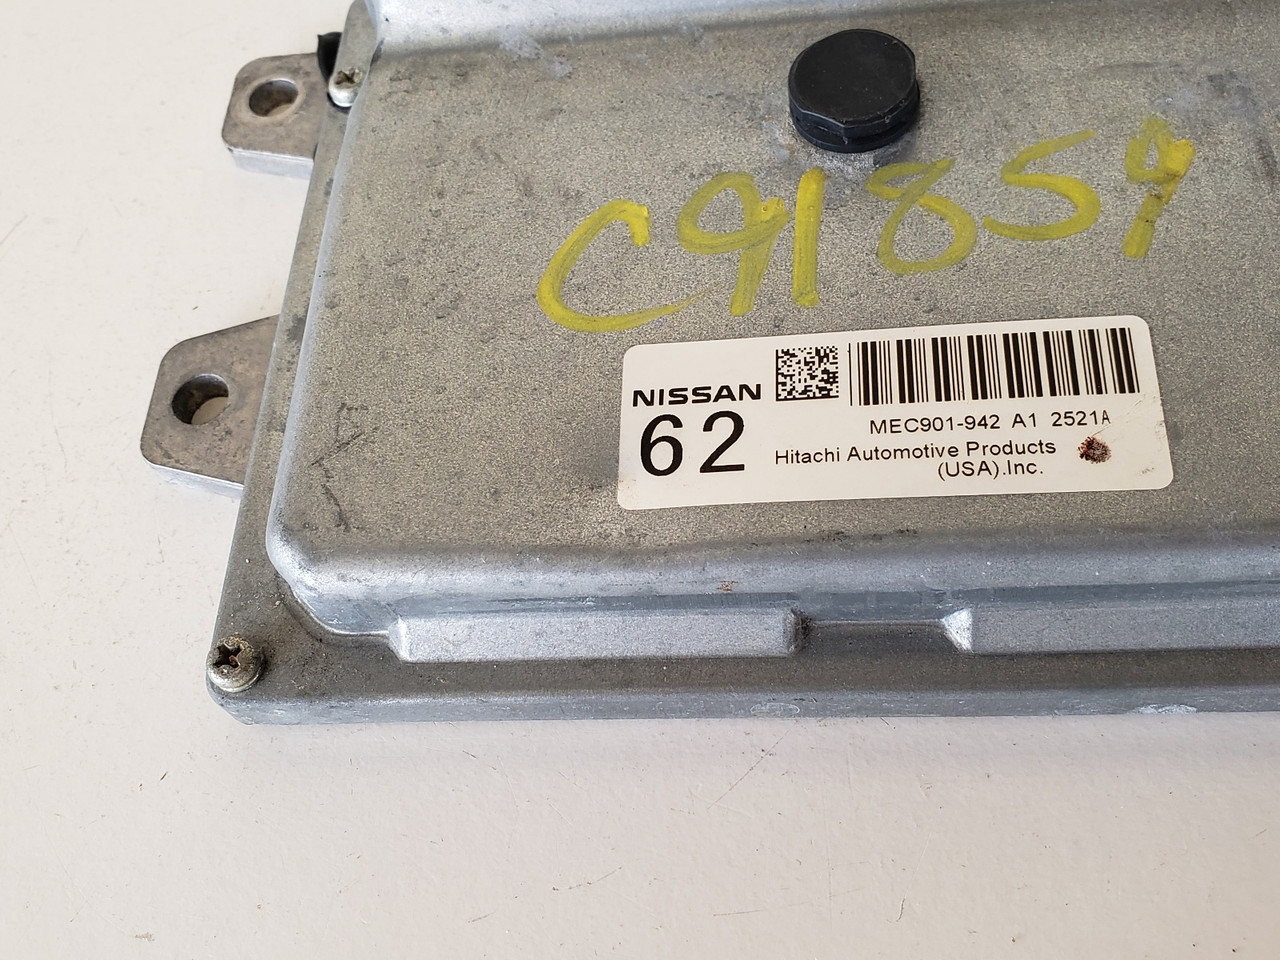 C91859
NISSAN
62
MEC901-942 A1 2521A
Hitachi Automotive Products
(USA).Inc.